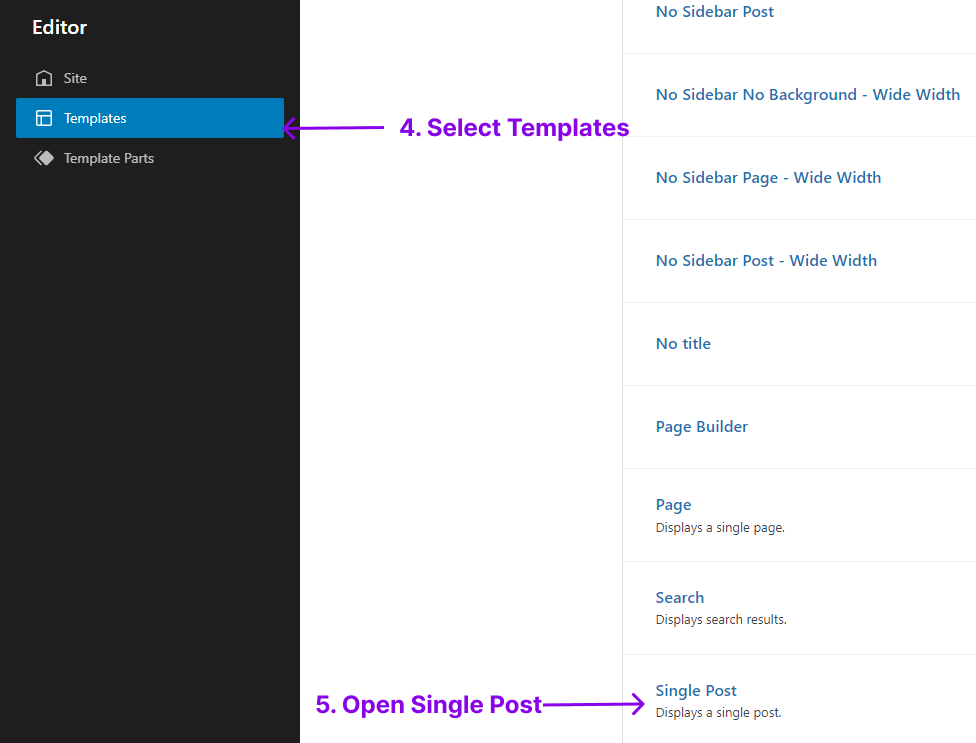 Editor
Site
Templates
Template Parts
4. Select Templates
5. Open Single Post
No Sidebar Post
No Sidebar No Background - Wide Width
No Sidebar Page - Wide Width
No Sidebar Post - Wide Width
No title
Page Builder
Page
Displays a single page.
Search
Displays search results.
Single Post
Displays a single post.